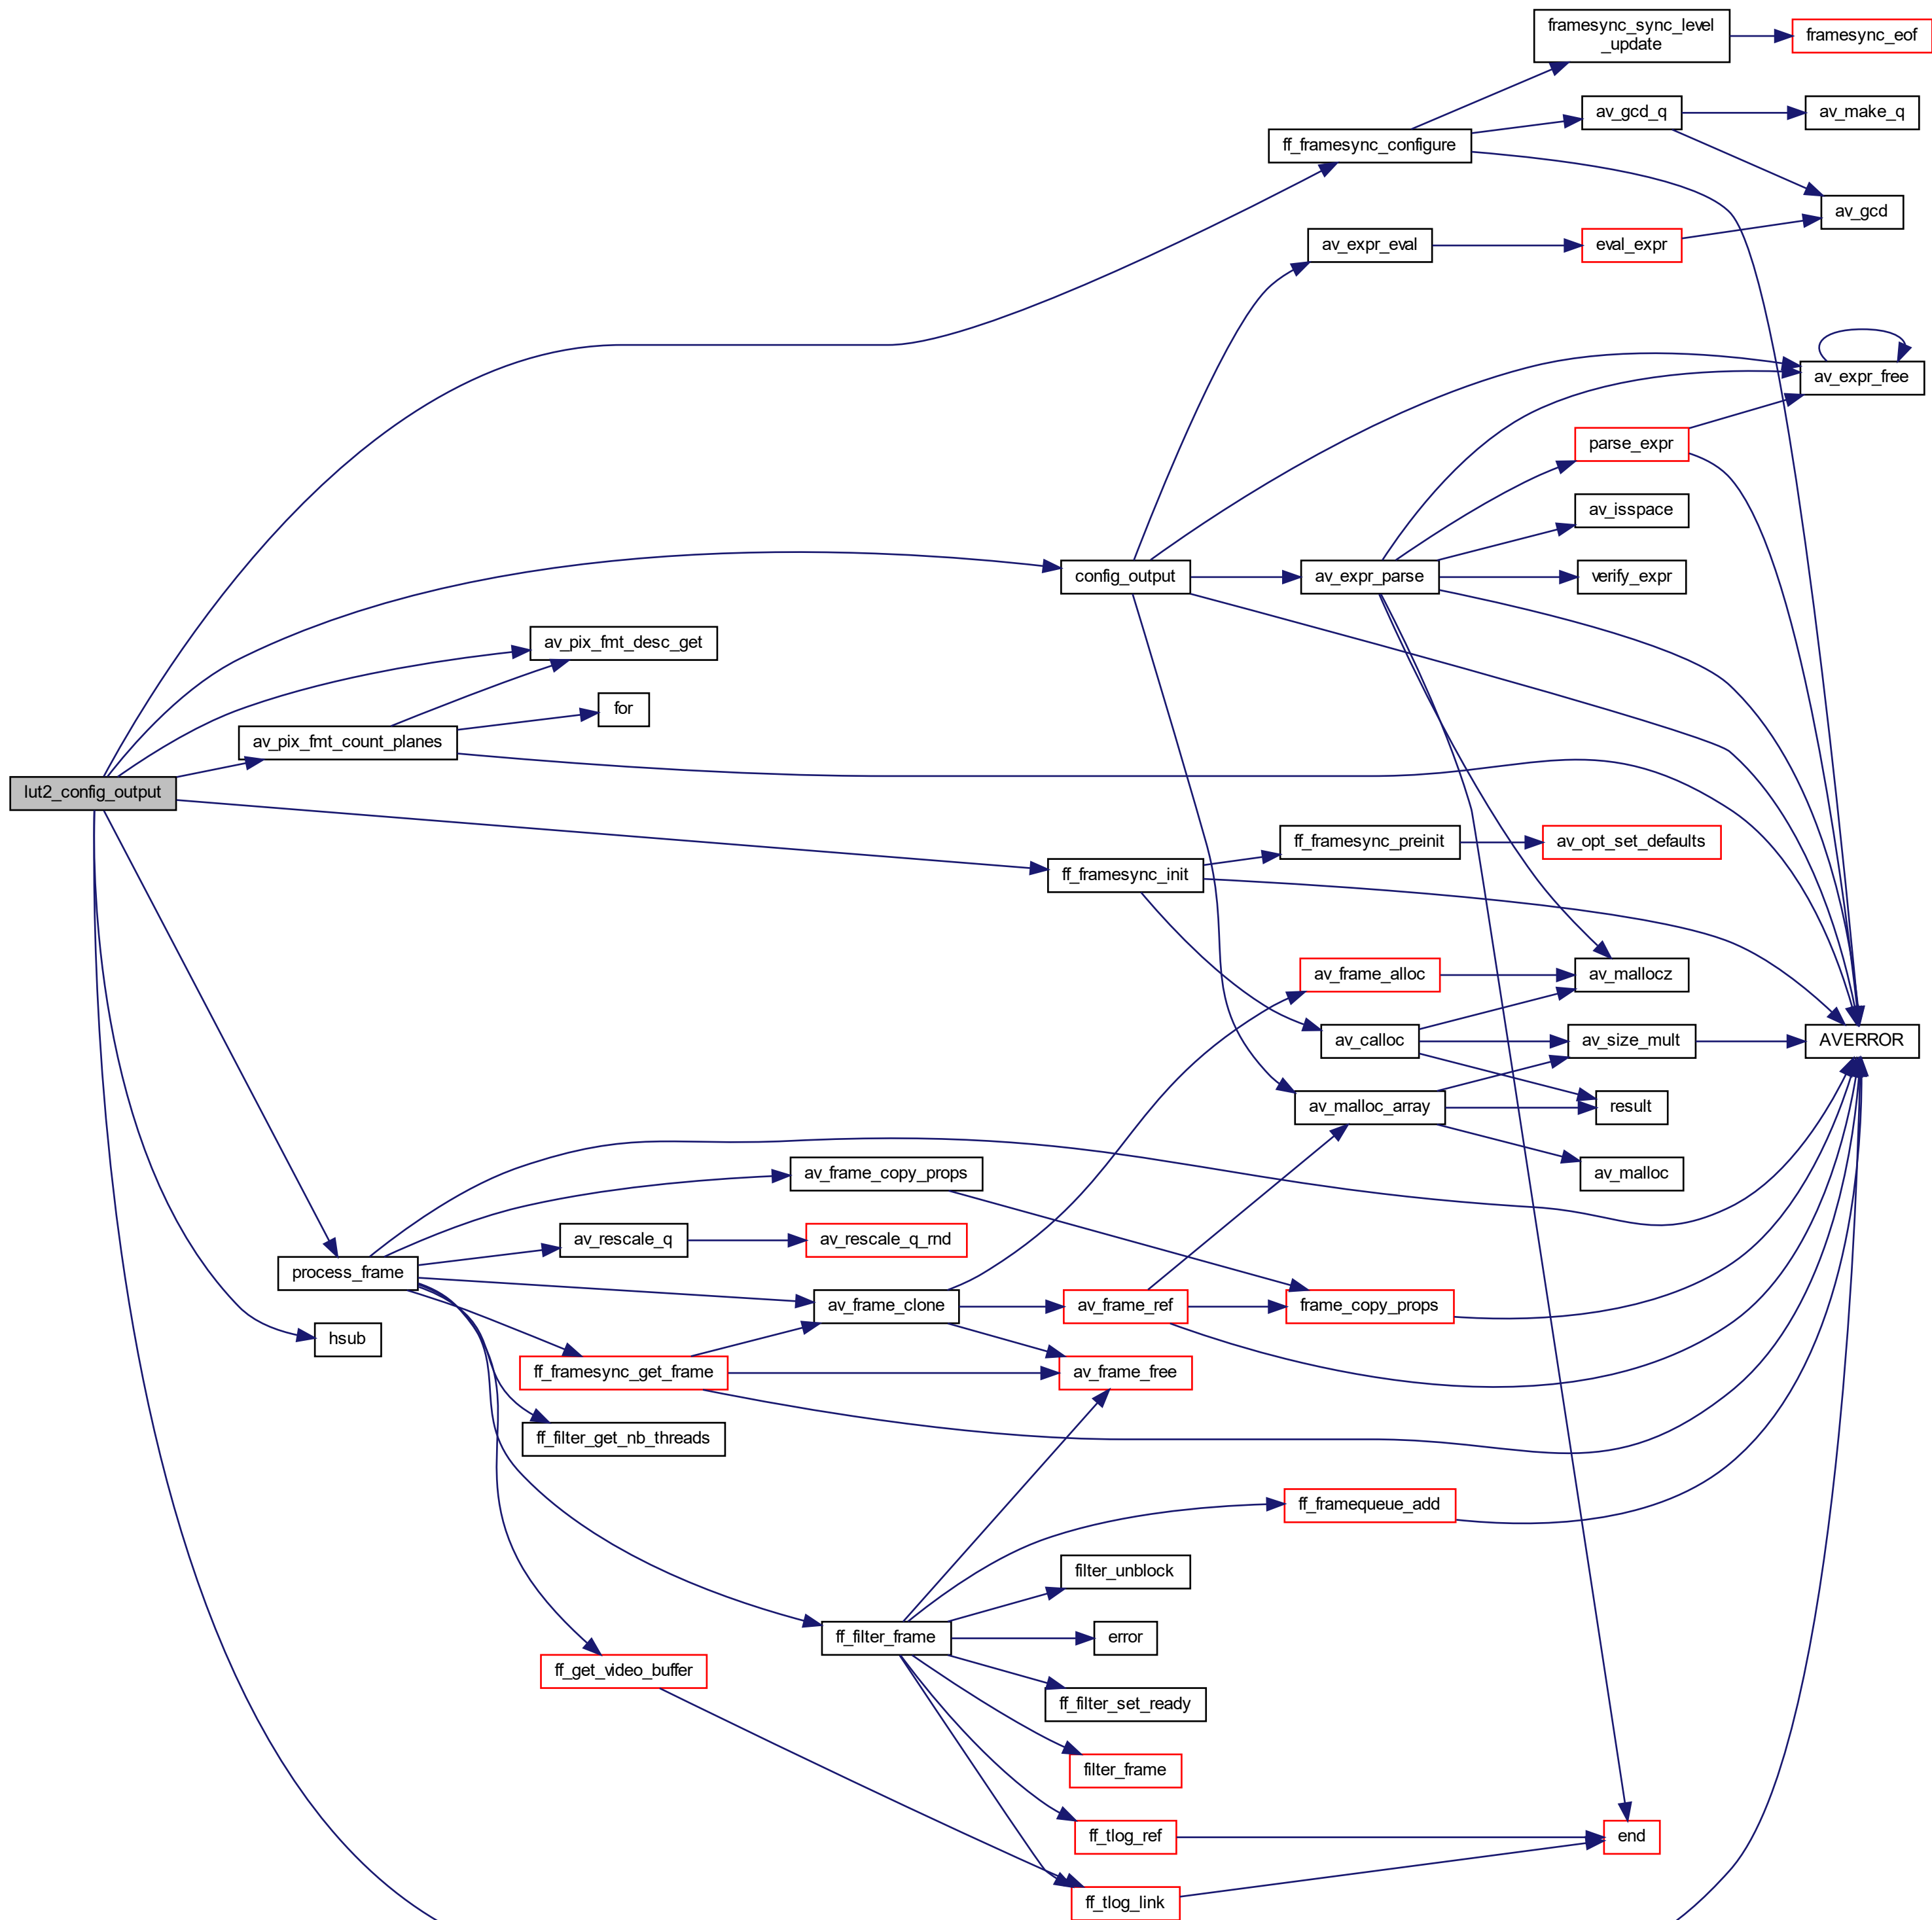 framesync_sync_level
_update
framesync_eof
av_gcd_q
av_make_q
ff_framesync_configure
av_gcd
av_expr_eval
eval_expr
av_expr_free
parse_expr
av_isspace
config_output
av_expr_parse
verify_expr
av_pix_fmt_desc_get
for
av_pix_fmt_count_planes
lut2_config_output
ff_framesync_preinit
av_opt_set_defaults
ff_framesync_init
av_frame_alloc
av_mallocz
av_calloc
av_size_mult
AVERROR
av_malloc_array
result
av_frame_copy_props
av_malloc
av_rescale_q
av_rescale_q_rnd
process_frame
av_frame_clone
av_frame_ref
frame_copy_props
hsub
ff_framesync_get_frame
av_frame_free
ff_filter_get_nb_threads
ff_framequeue_add
filter_unblock
ff_filter_frame
error
ff_get_video_buffer
ff_filter_set_ready
filter_frame
ff_tlog_ref
end
ff_tlog_link